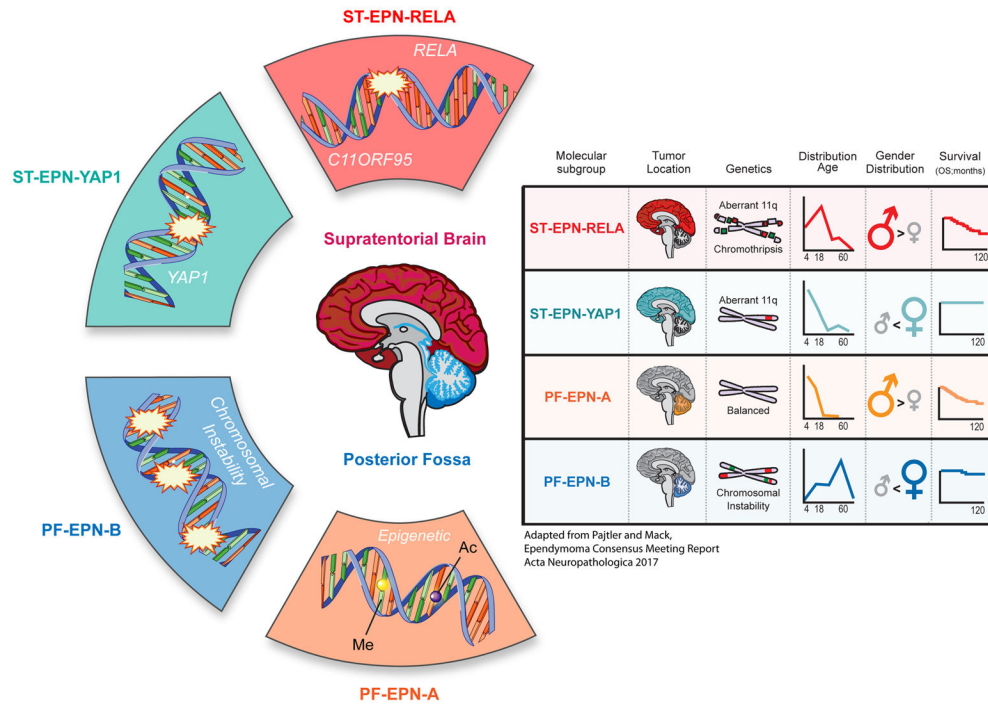 ST-EPN-RELA
RELA
C11ORF95
ST-EPN-YAP1
YAP1
Supratentorial Brain
Posterior Fossa
PF-EPN-B
Chromosomal
Instability
PF-EPN-A
Epigenetic
Ac
Me
Molecular
subgroup
Tumor
Location
Genetics
Distribution
Age
Gender
Distribution
Survival
(OS;months)
ST-EPN-RELA
Aberrant 11q
Chromothripsis
4 18 60
>
120
ST-EPN-YAP1
Aberrant 11q
4 18 60
<
120
PF-EPN-A
Balanced
4 18 60
>
120
PF-EPN-B
Chromosomal
Instability
4 18 60
<
120
Adapted from Pajtler and Mack,
Ependymoma Consensus Meeting Report
Acta Neuropathologica 2017